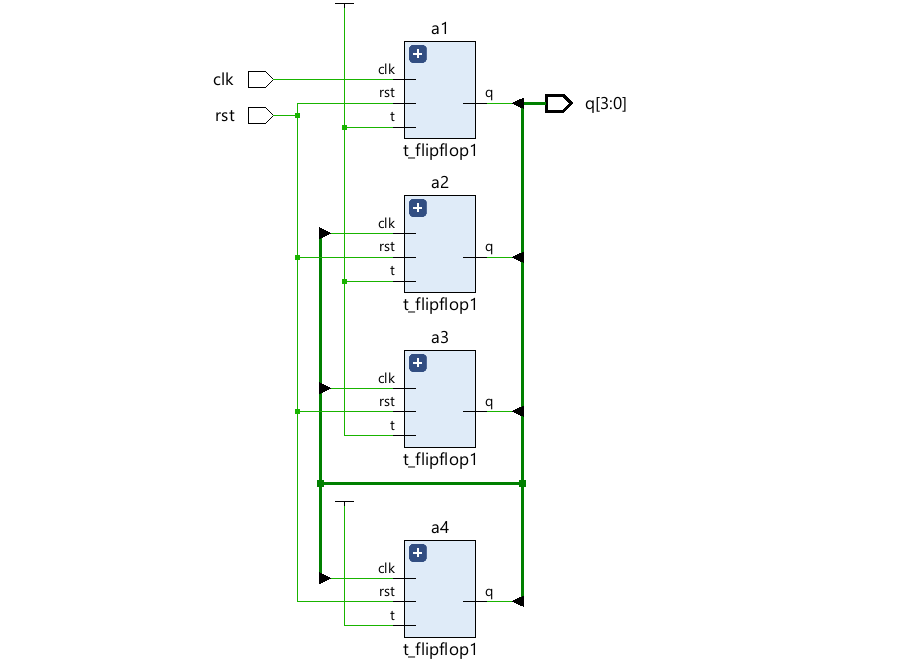 a1
clk
clk
rst
q
q[3:0]
rst
t
t_flipflop1
a2
clk
rst
q
t
t_flipflop1
a3
clk
rst
q
t
t_flipflop1
a4
clk
rst
q
t
t_flipflop1